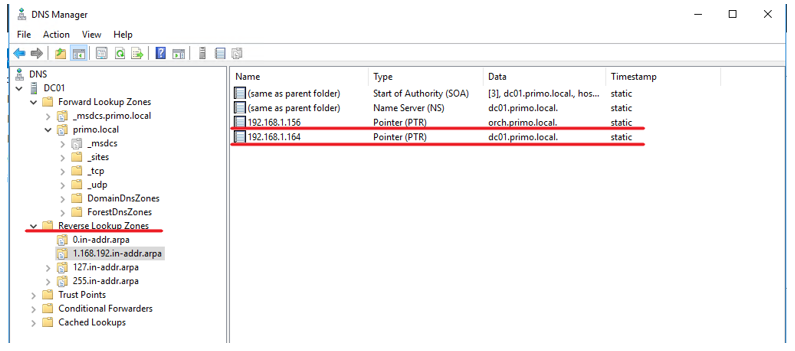 DNS Manager
File Action View Help
DNS
DC01
Forward Lookup Zones
_msdcs.primo.local
primo.local
_msdcs
_sites
_tcp
_udp
DomainDnsZones
ForestDnsZones
Reverse Lookup Zones
0.in-addr.arpa
1.168.192.in-addr.arpa
127.in-addr.arpa
255.in-addr.arpa
Trust Points
Conditional Forwarders
Cached Lookups
Name Type Data Timestamp
(same as parent folder) Start of Authority (SOA) [3], dc01.primo.local., hos... static
(same as parent folder) Name Server (NS) dc01.primo.local. static
192.168.1.156 Pointer (PTR) orch.primo.local. static
192.168.1.164 Pointer (PTR) dc01.primo.local. static